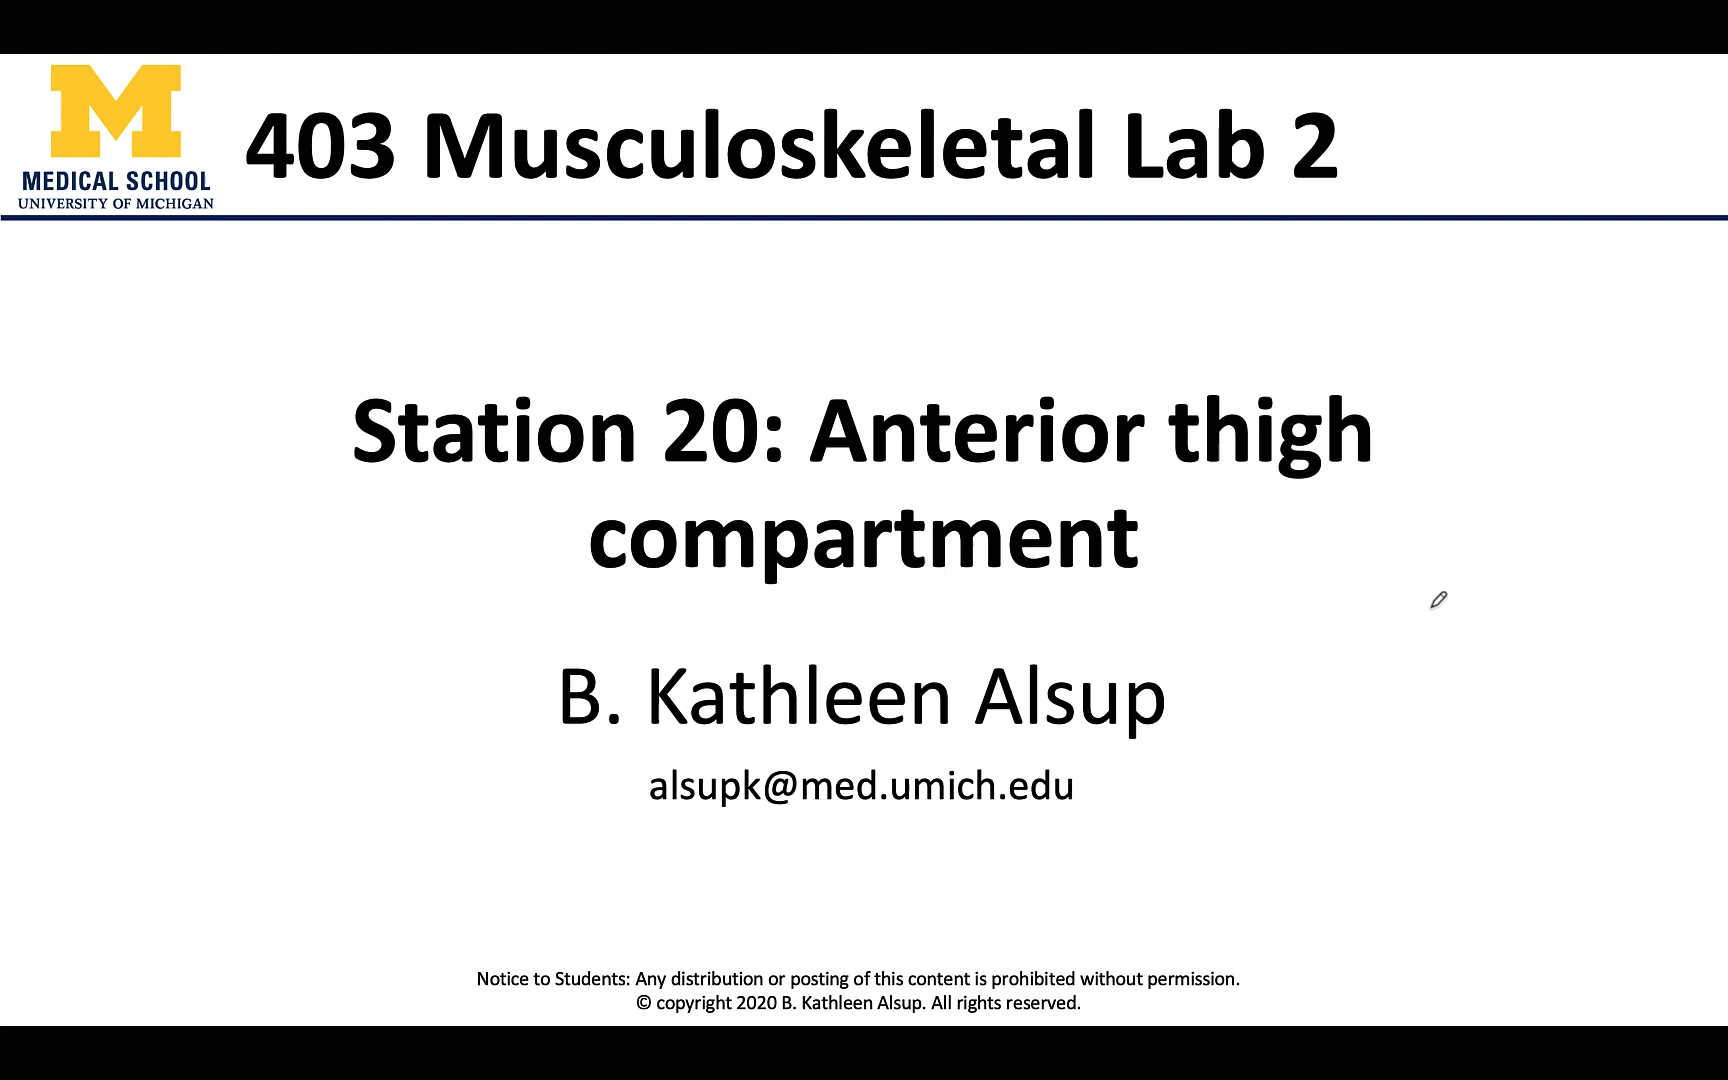 M
MEDICAL SCHOOL
UNIVERSITY OF MICHIGAN
403 Musculoskeletal Lab 2
Station 20: Anterior thigh
compartment
B. Kathleen Alsup
alsupk@med.umich.edu
Notice to Students: Any distribution or posting of this content is prohibited without permission.
© copyright 2020 B. Kathleen Alsup. All rights reserved.